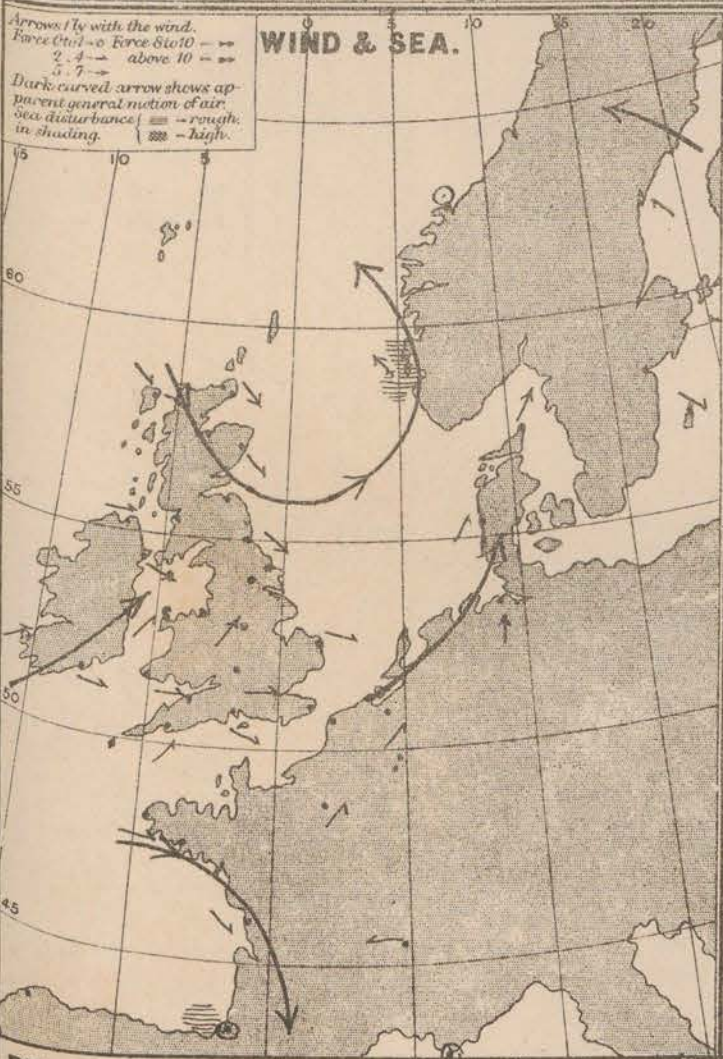 Arrows fly with the wind.
Force 0 to 1 -o Force 8 to 10 -
2 . 4 - above 10 -
5 . 7 -
Dark curved arrow shows ap-
parent general motion of air.
Sea disturbance { - rough.
in shading. { - high.
WIND & SEA.
0
10
15
20
15
10
5
60
55
50
45